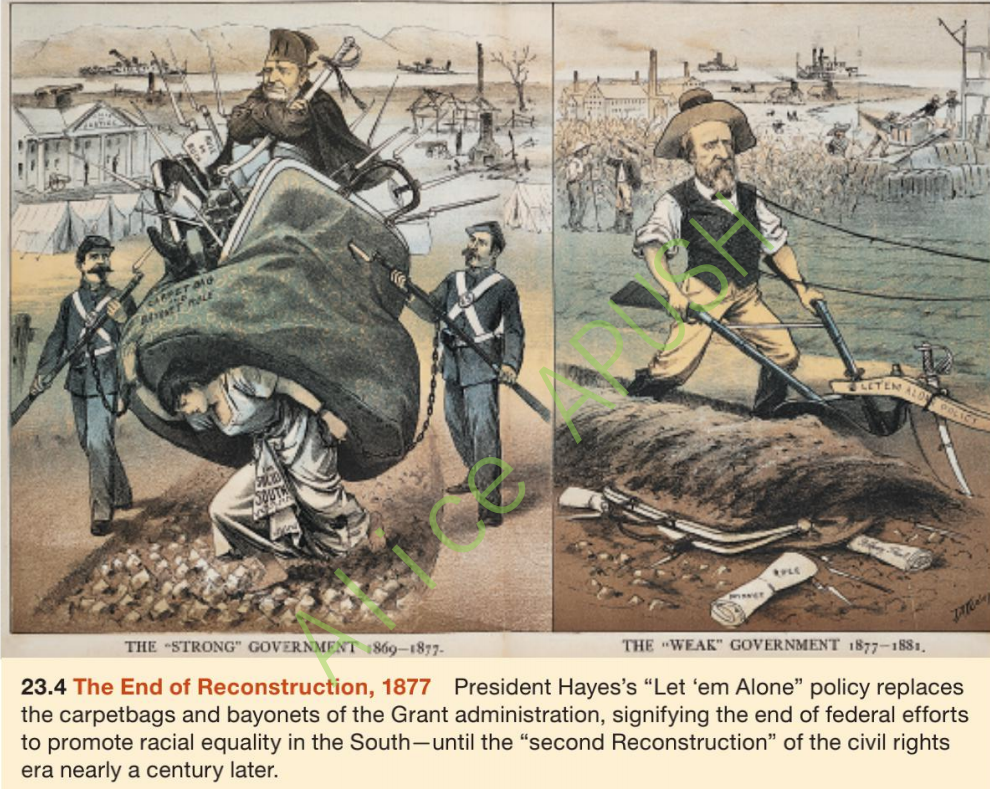 CARPET BAG
AND
BAYONET RULE
SOLID
SOUTH
THE "STRONG" GOVERNMENT 1869–1877.
LET 'EM ALONE POLICY
BAYONET RULE
THE "WEAK" GOVERNMENT 1877–1881.
Alice APUSH
23.4 The End of Reconstruction, 1877 President Hayes's "Let 'em Alone" policy replaces
the carpetbags and bayonets of the Grant administration, signifying the end of federal efforts
to promote racial equality in the South—until the "second Reconstruction" of the civil rights
era nearly a century later.